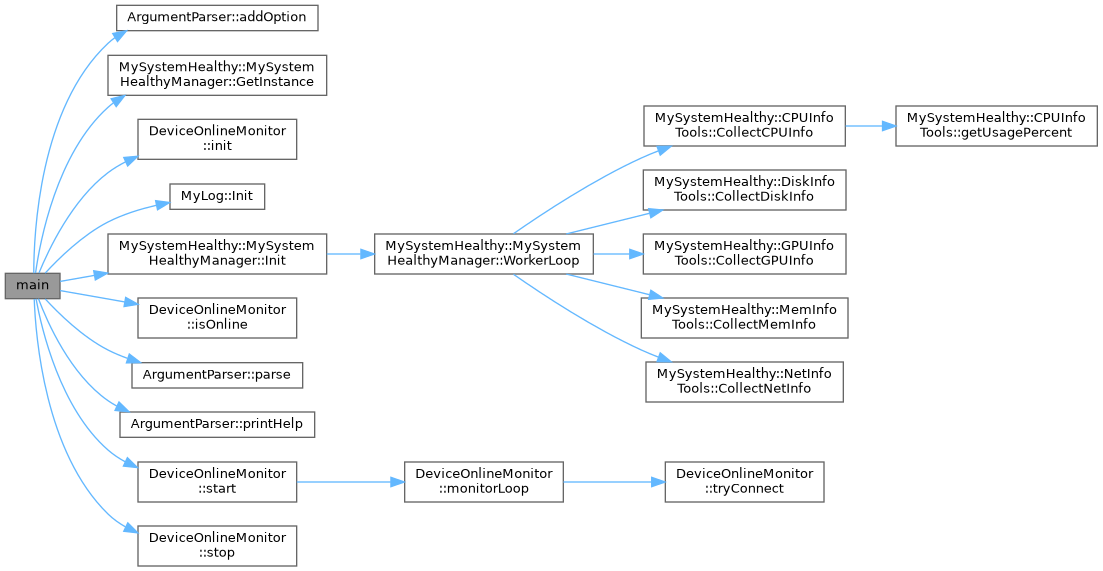 main
ArgumentParser::addOption
MySystemHealthy::MySystem
HealthyManager::GetInstance
DeviceOnlineMonitor
::init
MyLog::Init
MySystemHealthy::MySystem
HealthyManager::Init
MySystemHealthy::MySystem
HealthyManager::WorkerLoop
MySystemHealthy::CPUInfo
Tools::CollectCPUInfo
MySystemHealthy::CPUInfo
Tools::getUsagePercent
MySystemHealthy::DiskInfo
Tools::CollectDiskInfo
MySystemHealthy::GPUInfo
Tools::CollectGPUInfo
MySystemHealthy::MemInfo
Tools::CollectMemInfo
MySystemHealthy::NetInfo
Tools::CollectNetInfo
DeviceOnlineMonitor
::isOnline
ArgumentParser::parse
ArgumentParser::printHelp
DeviceOnlineMonitor
::start
DeviceOnlineMonitor
::monitorLoop
DeviceOnlineMonitor
::tryConnect
DeviceOnlineMonitor
::stop